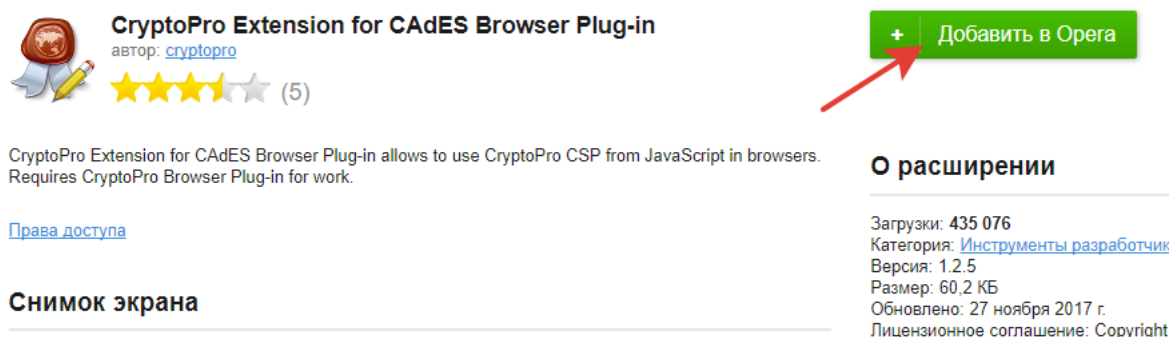 CryptoPro Extension for CAdES Browser Plug-in
автор: cryptopro
(5)
+ Добавить в Opera
CryptoPro Extension for CAdES Browser Plug-in allows to use CryptoPro CSP from JavaScript in browsers.
Requires CryptoPro Browser Plug-in for work.
Права доступа
Снимок экрана
О расширении
Загрузки: 435 076
Категория: Инструменты разработчик
Версия: 1.2.5
Размер: 60,2 КБ
Обновлено: 27 ноября 2017 г.
Лицензионное соглашение: Copyright